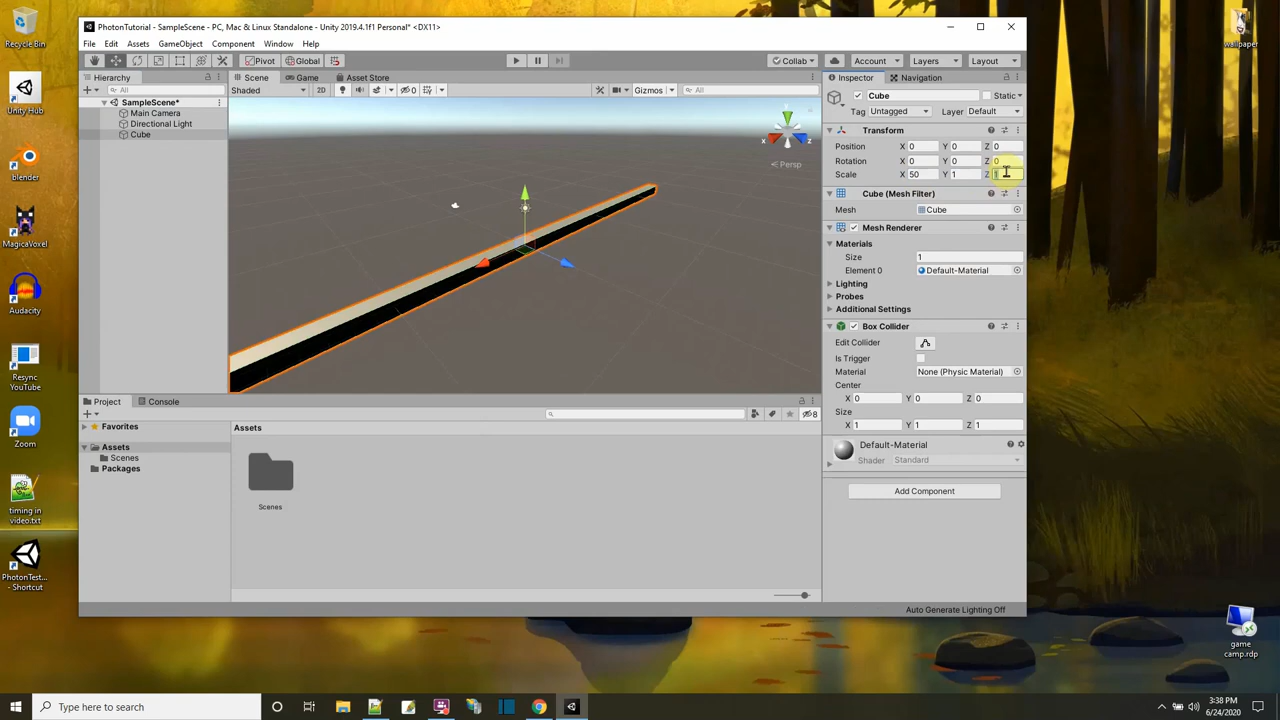 Recycle Bin
wallpaper
PhotonTutorial - SampleScene - PC, Mac & Linux Standalone - Unity 2019.4.1f1 Personal* <DX11>
File Edit Assets GameObject Component Window Help
Pivot Global Collab Account Layers Layout
Hierarchy Scene Game Asset Store Inspector Navigation
All Shaded 2D 0 Gizmos All Cube Static
SampleScene*
Main Camera
Directional Light
Cube
Tag Untagged Layer Default
y x z
Persp
Transform
Position X 0 Y 0 Z 0
Rotation X 0 Y 0 Z 0
Scale X 50 Y 1 Z 1
Cube (Mesh Filter)
Mesh Cube
Mesh Renderer
Materials
Size 1
Element 0 Default-Material
Lighting
Probes
Additional Settings
Box Collider
Edit Collider
Is Trigger
Material None (Physic Material)
Center
X 0 Y 0 Z 0
Size
X 1 Y 1 Z 1
Default-Material
Shader Standard
Add Component
Project Console
8
Favorites
Assets
Scenes
Packages
Assets
Scenes
Auto Generate Lighting Off
Unity Hub
blender
MagicaVoxel
Audacity
Resync
YouTube
Zoom
timing in
video.txt
PhotonTest...
- Shortcut
game
camp.rdp
Type here to search
3:38 PM
6/24/2020